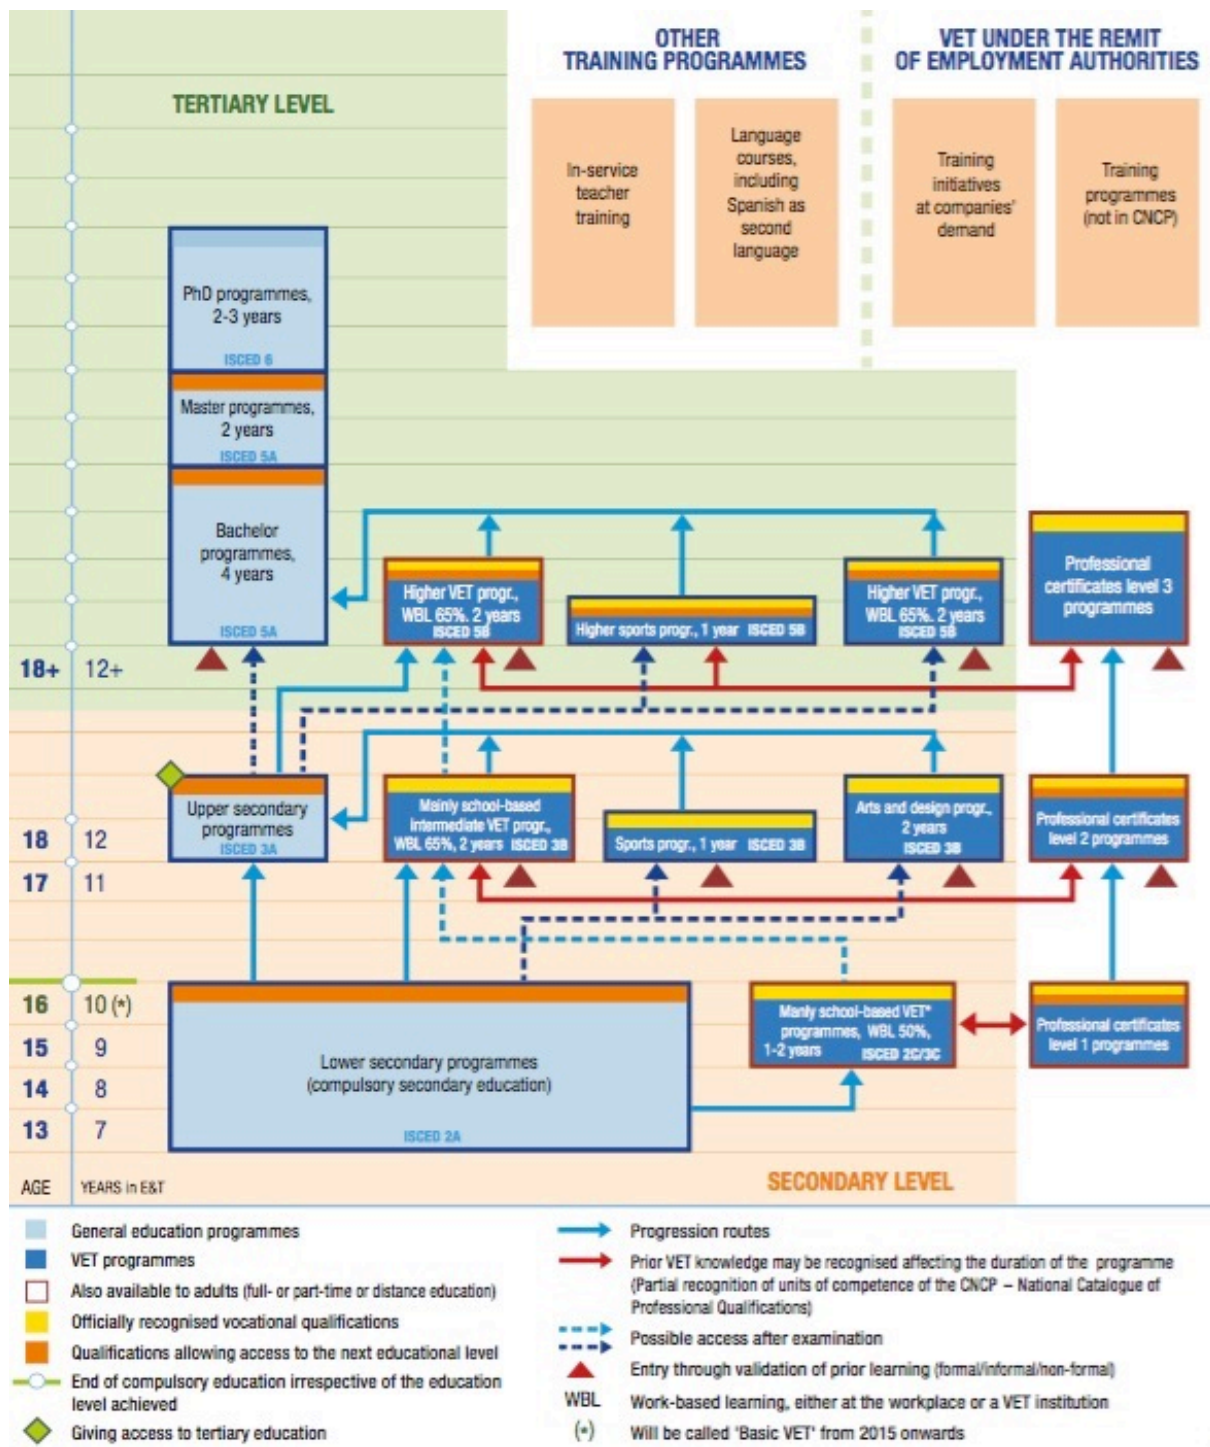 OTHER
TRAINING PROGRAMMES
VET UNDER THE REMIT
OF EMPLOYMENT AUTHORITIES
TERTIARY LEVEL
In-service
teacher
training
Language
courses,
including
Spanish as
second
language
Training
initiatives
at companies'
demand
Training
programmes
(not in CNCP)
PhD programmes,
2-3 years
ISCED 6
Master programmes,
2 years
ISCED 5A
Bachelor
programmes,
4 years
ISCED 5A
Higher VET progr.,
WBL 65%. 2 years
ISCED 5B
Higher sports progr., 1 year ISCED 5B
Higher VET progr.,
WBL 65%. 2 years
ISCED 5B
Professional
certificates level 3
programmes
18+ 12+
Upper secondary
programmes
ISCED 3A
Mainly school-based
intermediate VET progr.,
WBL 65%, 2 years ISCED 3B
Sports progr., 1 year ISCED 3B
Arts and design progr.,
2 years
ISCED 3B
Professional certificates
level 2 programmes
18 12
17 11
16 10 (*)
15 9
14 8
13 7
Lower secondary programmes
(compulsory secondary education)
ISCED 2A
Manly school-based VET*
programmes, WBL 50%,
1-2 years ISCED 2C/3C
Professional certificates
level 1 programmes
AGE YEARS in E&T
SECONDARY LEVEL
General education programmes
VET programmes
Also available to adults (full- or part-time or distance education)
Officially recognised vocational qualifications
Qualifications allowing access to the next educational level
End of compulsory education irrespective of the education
level achieved
Giving access to tertiary education
Progression routes
Prior VET knowledge may be recognised affecting the duration of the programme
(Partial recognition of units of competence of the CNCP – National Catalogue of
Professional Qualifications)
Possible access after examination
Entry through validation of prior learning (formal/informal/non-formal)
WBL Work-based learning, either at the workplace or a VET institution
(*) Will be called 'Basic VET' from 2015 onwards